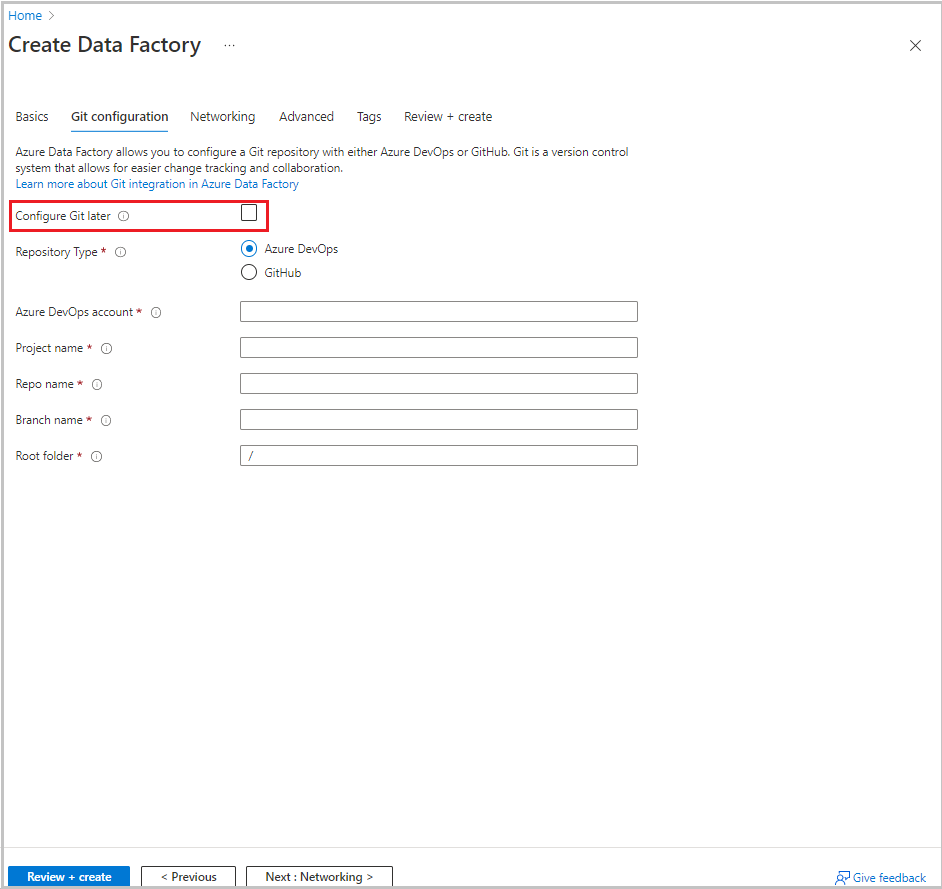 Home >
Create Data Factory ...
Basics Git configuration Networking Advanced Tags Review + create
Azure Data Factory allows you to configure a Git repository with either Azure DevOps or GitHub. Git is a version control
system that allows for easier change tracking and collaboration.
Learn more about Git integration in Azure Data Factory
Configure Git later
Repository Type * Azure DevOps
GitHub
Azure DevOps account *
Project name *
Repo name *
Branch name *
Root folder * /
Review + create < Previous Next : Networking > Give feedback